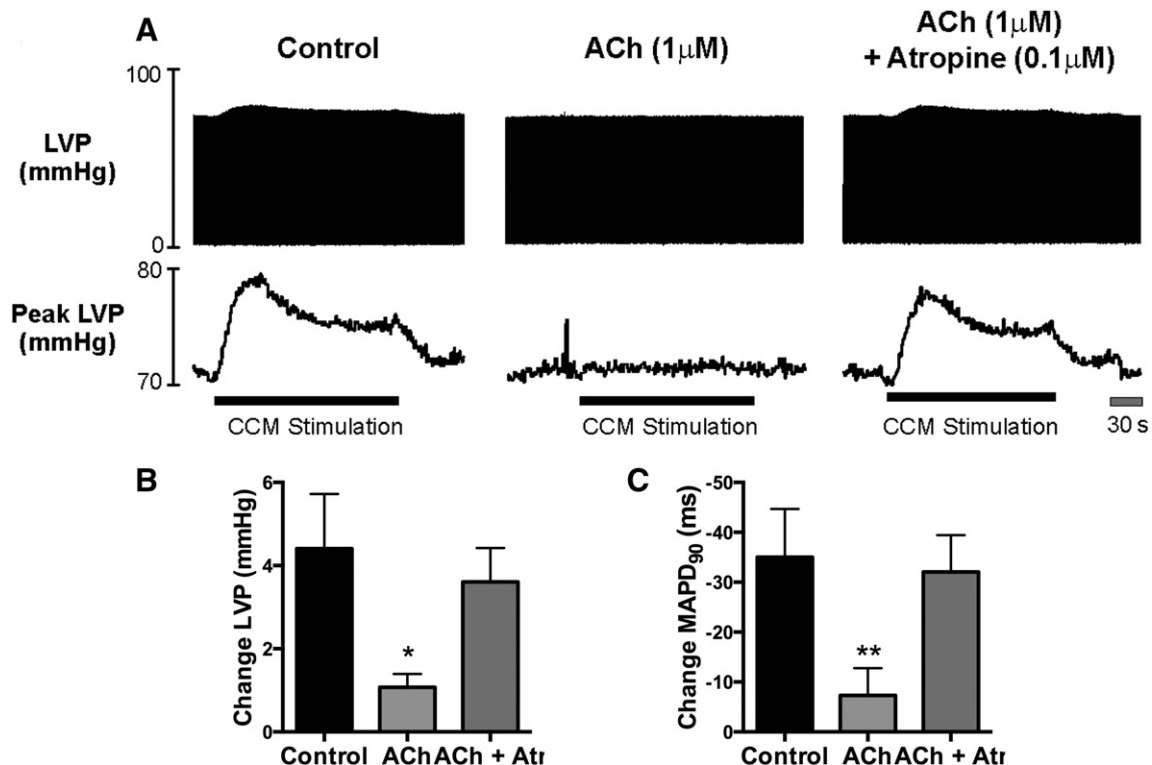 A
Control
ACh (1μM)
ACh (1μM)
+ Atropine (0.1μM)
100
LVP
(mmHg)
0
80
Peak LVP
(mmHg)
70
CCM Stimulation
CCM Stimulation
CCM Stimulation
30 s
B
Change LVP (mmHg)
6
4
2
0
*
Control
ACh
ACh + Atr
C
Change MAPD90 (ms)
-50
-40
-30
-20
-10
0
**
Control
ACh
ACh + Atr